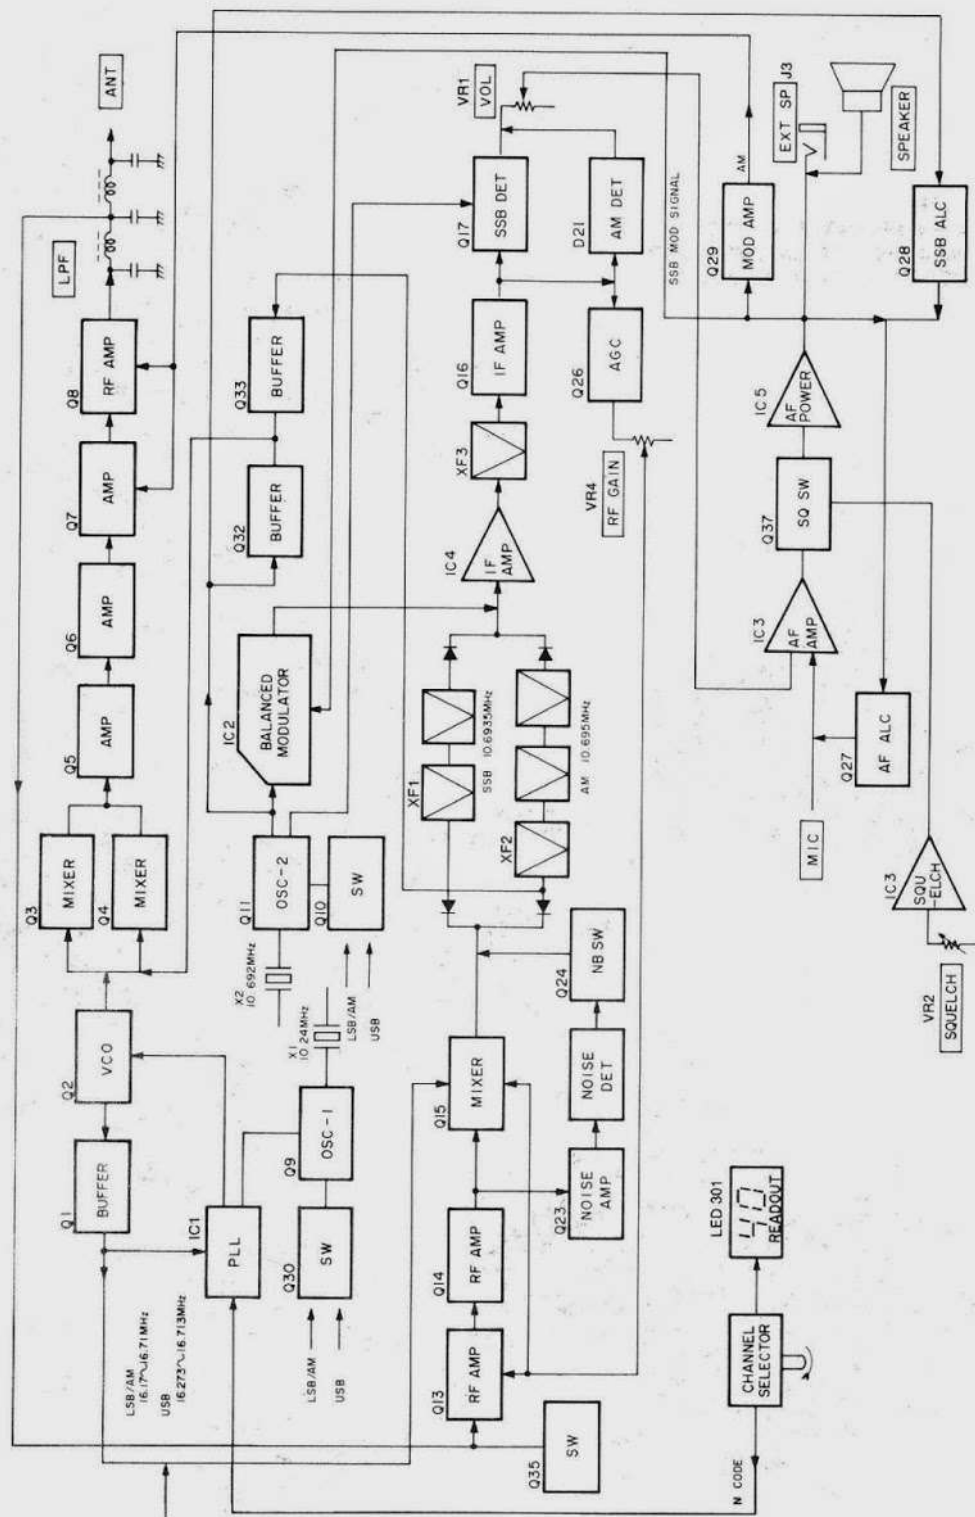 ANT
LPF
Q8
RF AMP
Q7
AMP
Q6
AMP
Q5
AMP
Q3
MIXER
Q4
MIXER
Q2
VCO
Q1
BUFFER
LSB/AM
16.17∿16.71MHz
USB
16.273∿16.713MHz
IC1
PLL
Q33
BUFFER
Q32
BUFFER
IC2
BALANCED
MODULATOR
Q11
OSC-2
Q10
SW
X2
10.692MHz
X1
10.24MHz
LSB/AM
USB
Q9
OSC-1
Q30
SW
LSB/AM
USB
VR1
VOL
Q17
SSB DET
D21
AM DET
Q16
IF AMP
Q26
AGC
XF3
VR4
RF GAIN
IC4
IF
AMP
XF1
SSB 10.6935MHz
AM 10.695MHz
XF2
Q24
NB SW
NOISE
DET
Q15
MIXER
Q23
NOISE
AMP
Q14
RF AMP
Q13
RF AMP
Q35
SW
SSB MOD SIGNAL
AM
Q29
MOD AMP
EXT SP J3
SPEAKER
Q28
SSB ALC
IC5
AF
POWER
Q37
SQ SW
IC3
AF
AMP
Q27
AF ALC
MIC
IC3
SQU
-ELCH
VR2
SQUELCH
LED 301
40
READOUT
CHANNEL
SELECTOR
N CODE